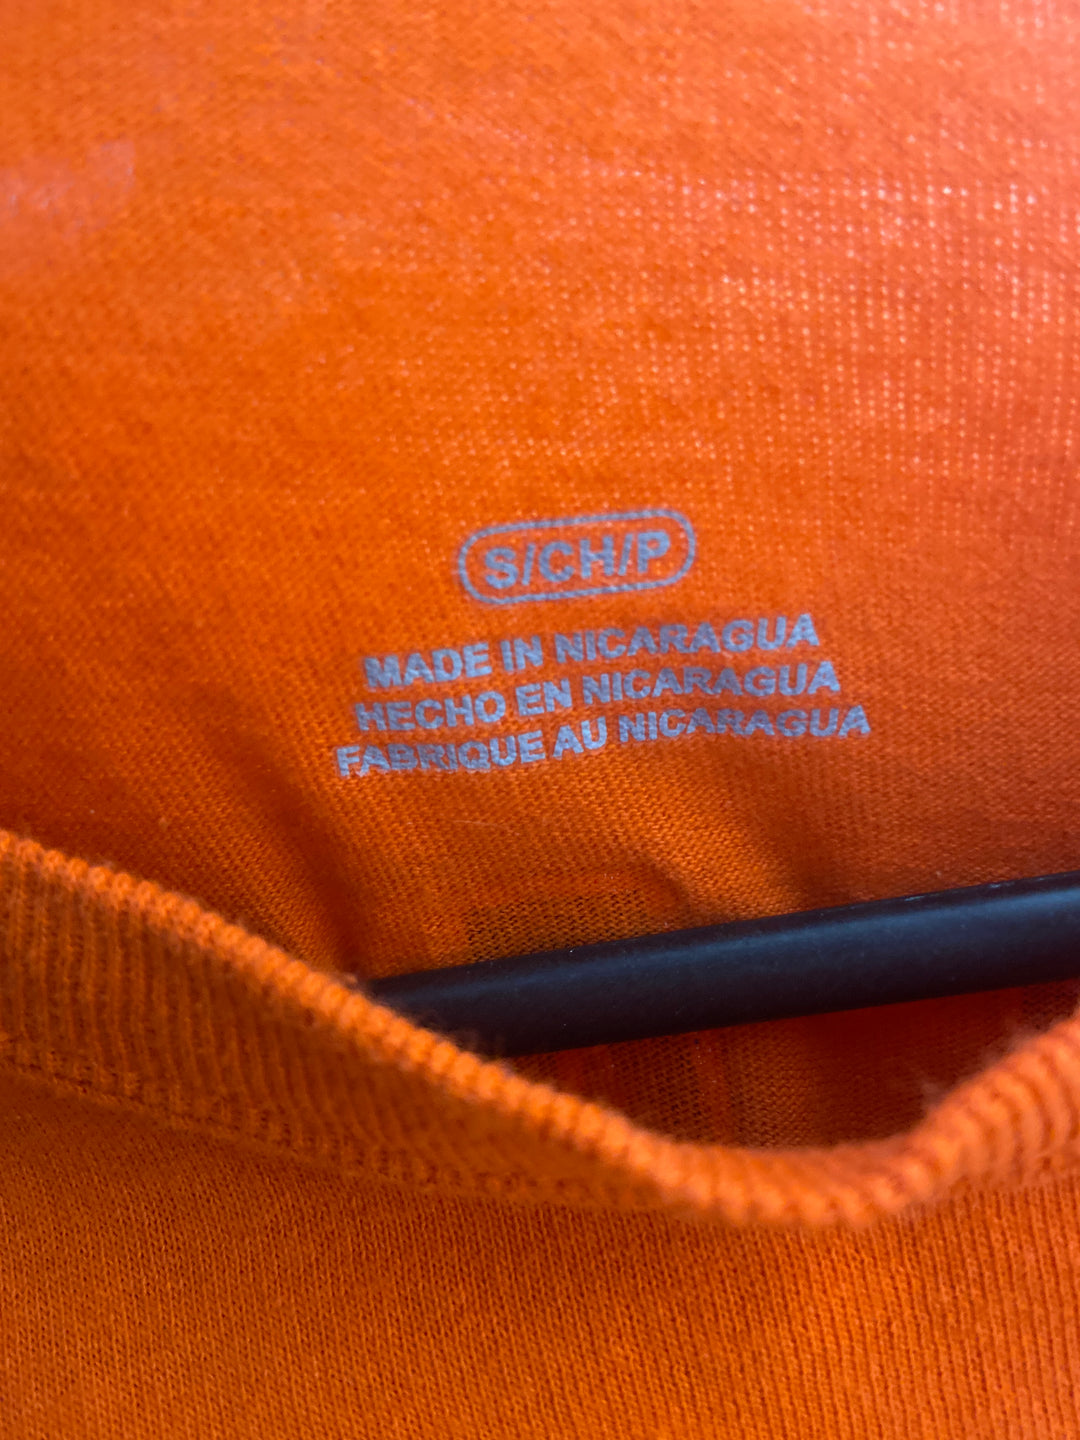 S/CH/P
MADE IN NICARAGUA
HECHO EN NICARAGUA
FABRIQUE AU NICARAGUA